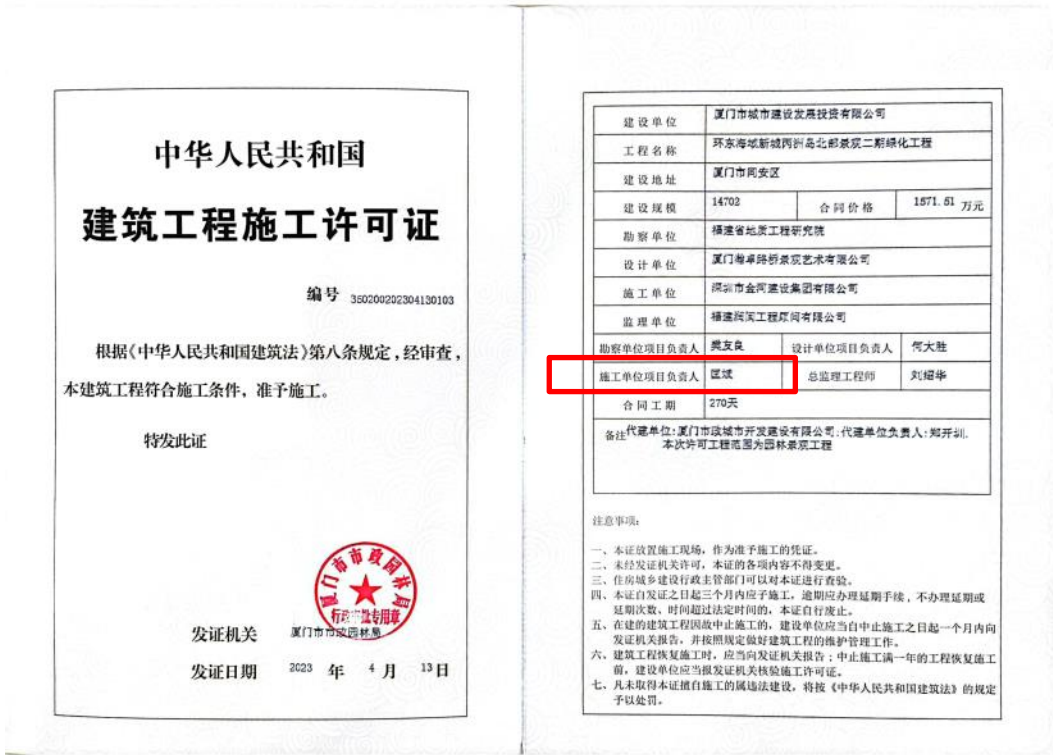 中华人民共和国
建筑工程施工许可证
编号 350200202304130103
根据《中华人民共和国建筑法》第八条规定，经审查，
本建筑工程符合施工条件，准予施工。
特发此证
厦门市市政园林局
行政审批专用章
发证机关 厦门市市政园林局
发证日期 2023 年 4 月 13日
建设单位 厦门市城市建设发展投资有限公司
工程名称 环东海域新城丙洲岛北部景观二期绿化工程
建设地址 厦门市同安区
建设规模 14702 合同价格 1571.51 万元
勘察单位 福建省地质工程研究院
设计单位 厦门瀚卓路桥景观艺术有限公司
施工单位 深圳市金河建设集团有限公司
监理单位 福建润闽工程顾问有限公司
勘察单位项目负责人 樊友良 设计单位项目负责人 何大胜
施工单位项目负责人 匡斌 总监理工程师 刘绍华
合同工期 270天
备注 代建单位:厦门市政城市开发建设有限公司;代建单位负责人:郑开训.
本次许可工程范围为园林景观工程
注意事项:
一、本证放置施工现场，作为准予施工的凭证。
二、未经发证机关许可，本证的各项内容不得变更。
三、住房城乡建设行政主管部门可以对本证进行查验。
四、本证自发证之日起三个月内应予施工，逾期应办理延期手续，不办理延期或
延期次数、时间超过法定时间的，本证自行废止。
五、在建的建筑工程因故中止施工的，建设单位应当自中止施工之日起一个月内向
发证机关报告，并按照规定做好建筑工程的维护管理工作。
六、建筑工程恢复施工时，应当向发证机关报告；中止施工满一年的工程恢复施工
前，建设单位应当报发证机关核验施工许可证。
七、凡未取得本证擅自施工的属违法建设，将按《中华人民共和国建筑法》的规定
予以处罚。